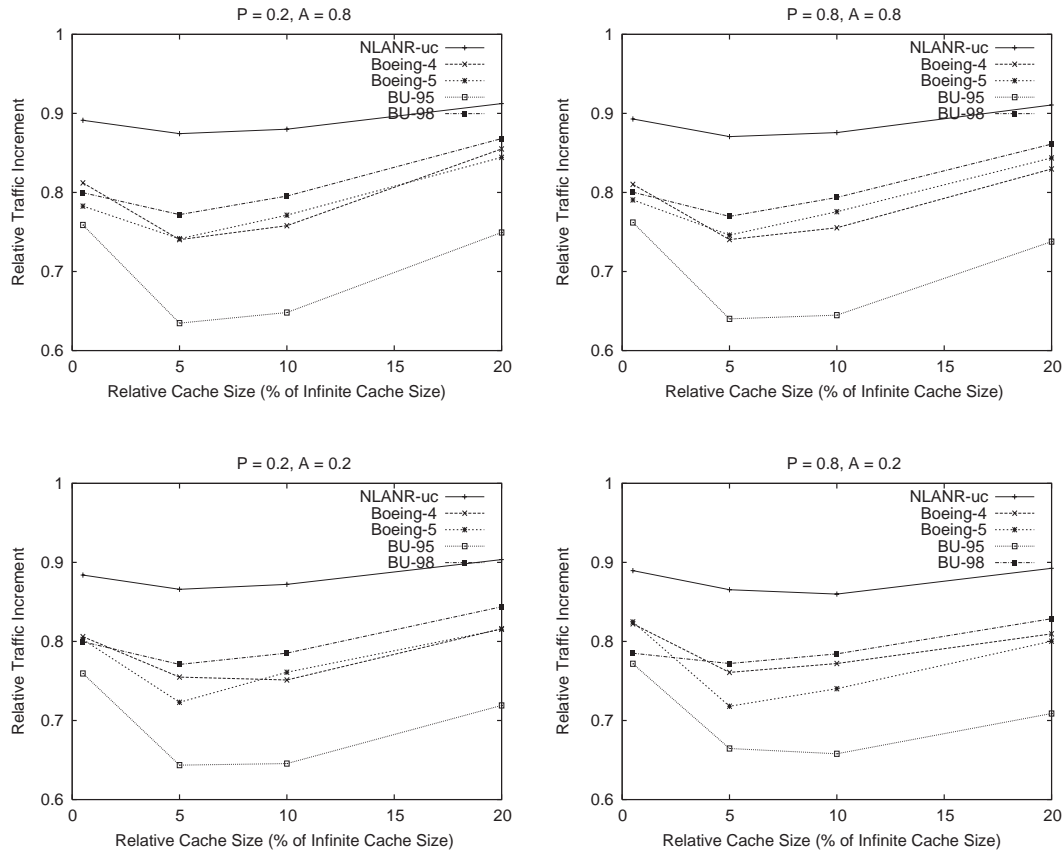 P = 0.2, A = 0.8
1
0.9
0.8
0.7
0.6
0
5
10
15
20
Relative Traffic Increment
Relative Cache Size (% of Infinite Cache Size)
NLANR-uc
Boeing-4
Boeing-5
BU-95
BU-98
P = 0.8, A = 0.8
1
0.9
0.8
0.7
0.6
0
5
10
15
20
Relative Traffic Increment
Relative Cache Size (% of Infinite Cache Size)
NLANR-uc
Boeing-4
Boeing-5
BU-95
BU-98
P = 0.2, A = 0.2
1
0.9
0.8
0.7
0.6
0
5
10
15
20
Relative Traffic Increment
Relative Cache Size (% of Infinite Cache Size)
NLANR-uc
Boeing-4
Boeing-5
BU-95
BU-98
P = 0.8, A = 0.2
1
0.9
0.8
0.7
0.6
0
5
10
15
20
Relative Traffic Increment
Relative Cache Size (% of Infinite Cache Size)
NLANR-uc
Boeing-4
Boeing-5
BU-95
BU-98